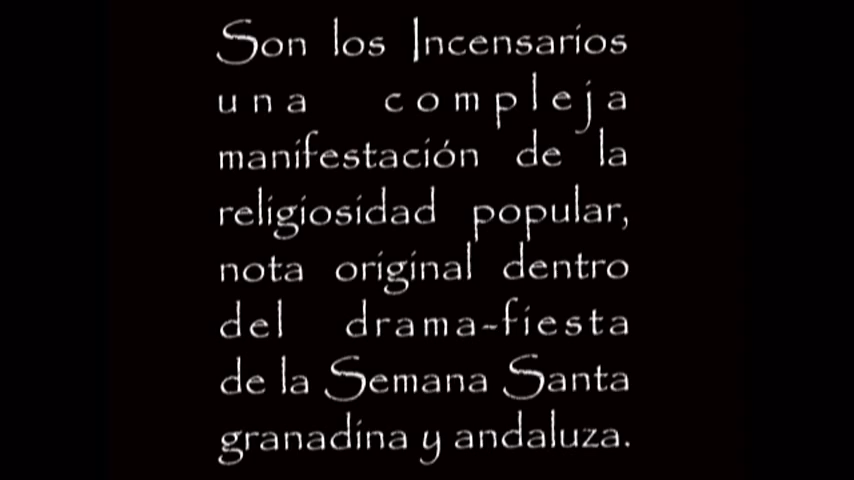 Son los Incensarios
una compleja
manifestación de la
religiosidad popular,
nota original dentro
del drama-fiesta
de la Semana Santa
granadina y andaluza.